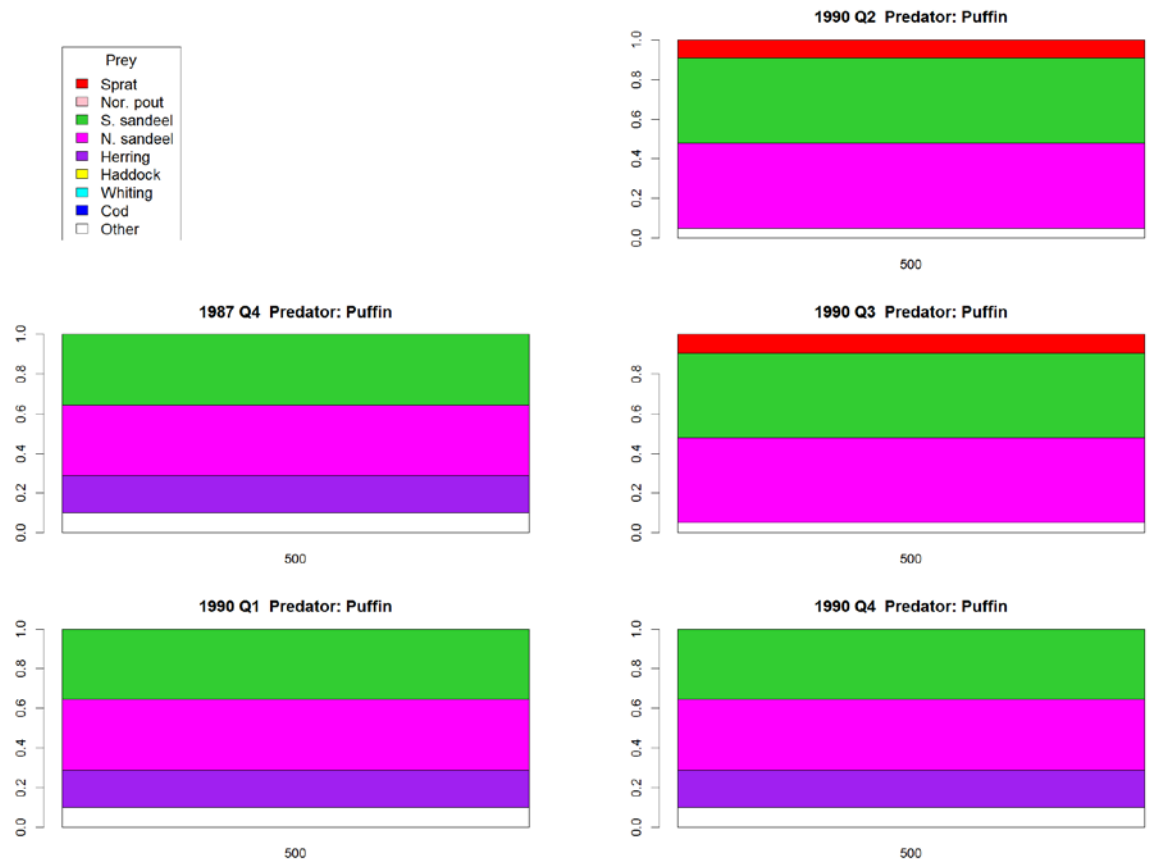 Prey
Sprat
Nor. pout
S. sandeel
N. sandeel
Herring
Haddock
Whiting
Cod
Other
1990 Q2 Predator: Puffin
1.0
0.8
0.6
0.4
0.2
0.0
500
1987 Q4 Predator: Puffin
1.0
0.8
0.6
0.4
0.2
0.0
500
1990 Q3 Predator: Puffin
0.8
0.6
0.4
0.2
0.0
500
1990 Q1 Predator: Puffin
1.0
0.8
0.6
0.4
0.2
0.0
500
1990 Q4 Predator: Puffin
1.0
0.8
0.6
0.4
0.2
0.0
500